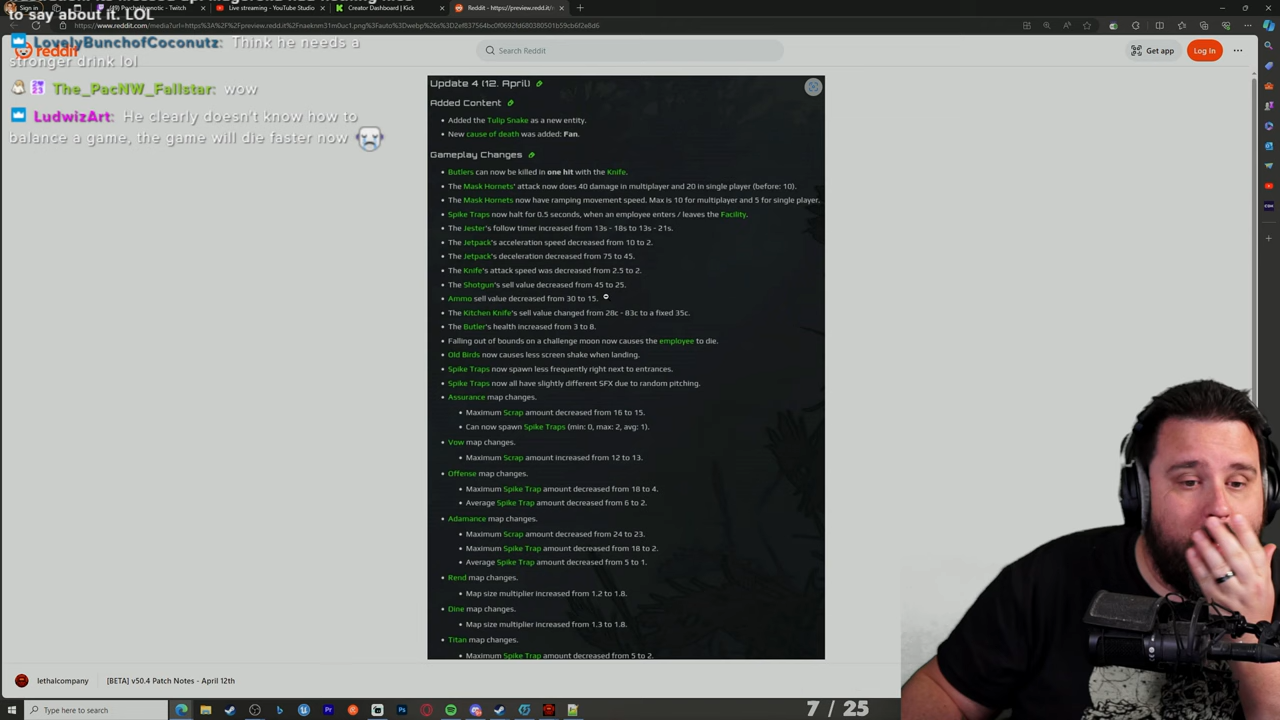 to say about it. LOL
LovelyBunchofCoconutz: Think he needs a
stronger drink lol
The_PacNW_Fallstar: wow
LudwizArt: He clearly doesn't know how to
balance a game, the game will die faster now
Sign in
Twitch
Live streaming - YouTube Studio
Creator Dashboard | Kick
Reddit - https://preview.redd.it/n
reddit
Search Reddit
Get app
Log In
Update 4 (12. April)
Added Content
• Added the Tulip Snake as a new entity.
• New cause of death was added: Fan.
Gameplay Changes
• Butlers can now be killed in one hit with the Knife.
• The Mask Hornets' attack now does 40 damage in multiplayer and 20 in single player (before: 10).
• The Mask Hornets now have ramping movement speed. Max is 10 for multiplayer and 5 for single player.
• Spike Traps now halt for 0.5 seconds, when an employee enters / leaves the Facility.
• The Jester's follow timer increased from 13s - 18s to 13s - 21s.
• The Jetpack's acceleration speed decreased from 10 to 2.
• The Jetpack's deceleration decreased from 75 to 45.
• The Knife's attack speed was decreased from 2.5 to 2.
• The Shotgun's sell value decreased from 45 to 25.
• Ammo sell value decreased from 30 to 15.
• The Kitchen Knife's sell value changed from 28c - 83c to a fixed 35c.
• The Butler's health increased from 3 to 8.
• Falling out of bounds on a challenge moon now causes the employee to die.
• Old Birds now causes less screen shake when landing.
• Spike Traps now spawn less frequently right next to entrances.
• Spike Traps now all have slightly different SFX due to random pitching.
• Assurance map changes.
• Maximum Scrap amount decreased from 16 to 15.
• Can now spawn Spike Traps (min: 0, max: 2, avg: 1).
• Vow map changes.
• Maximum Scrap amount increased from 12 to 13.
• Offense map changes.
• Maximum Spike Trap amount decreased from 18 to 4.
• Average Spike Trap amount decreased from 6 to 2.
• Adamance map changes.
• Maximum Scrap amount decreased from 24 to 23.
• Maximum Spike Trap amount decreased from 18 to 2.
• Average Spike Trap amount decreased from 5 to 1.
• Rend map changes.
• Map size multiplier increased from 1.2 to 1.8.
• Dine map changes.
• Map size multiplier increased from 1.3 to 1.8.
• Titan map changes.
• Maximum Spike Trap amount decreased from 5 to 2.
lethalcompany
[BETA] v50.4 Patch Notes - April 12th
Type here to search
7 / 25